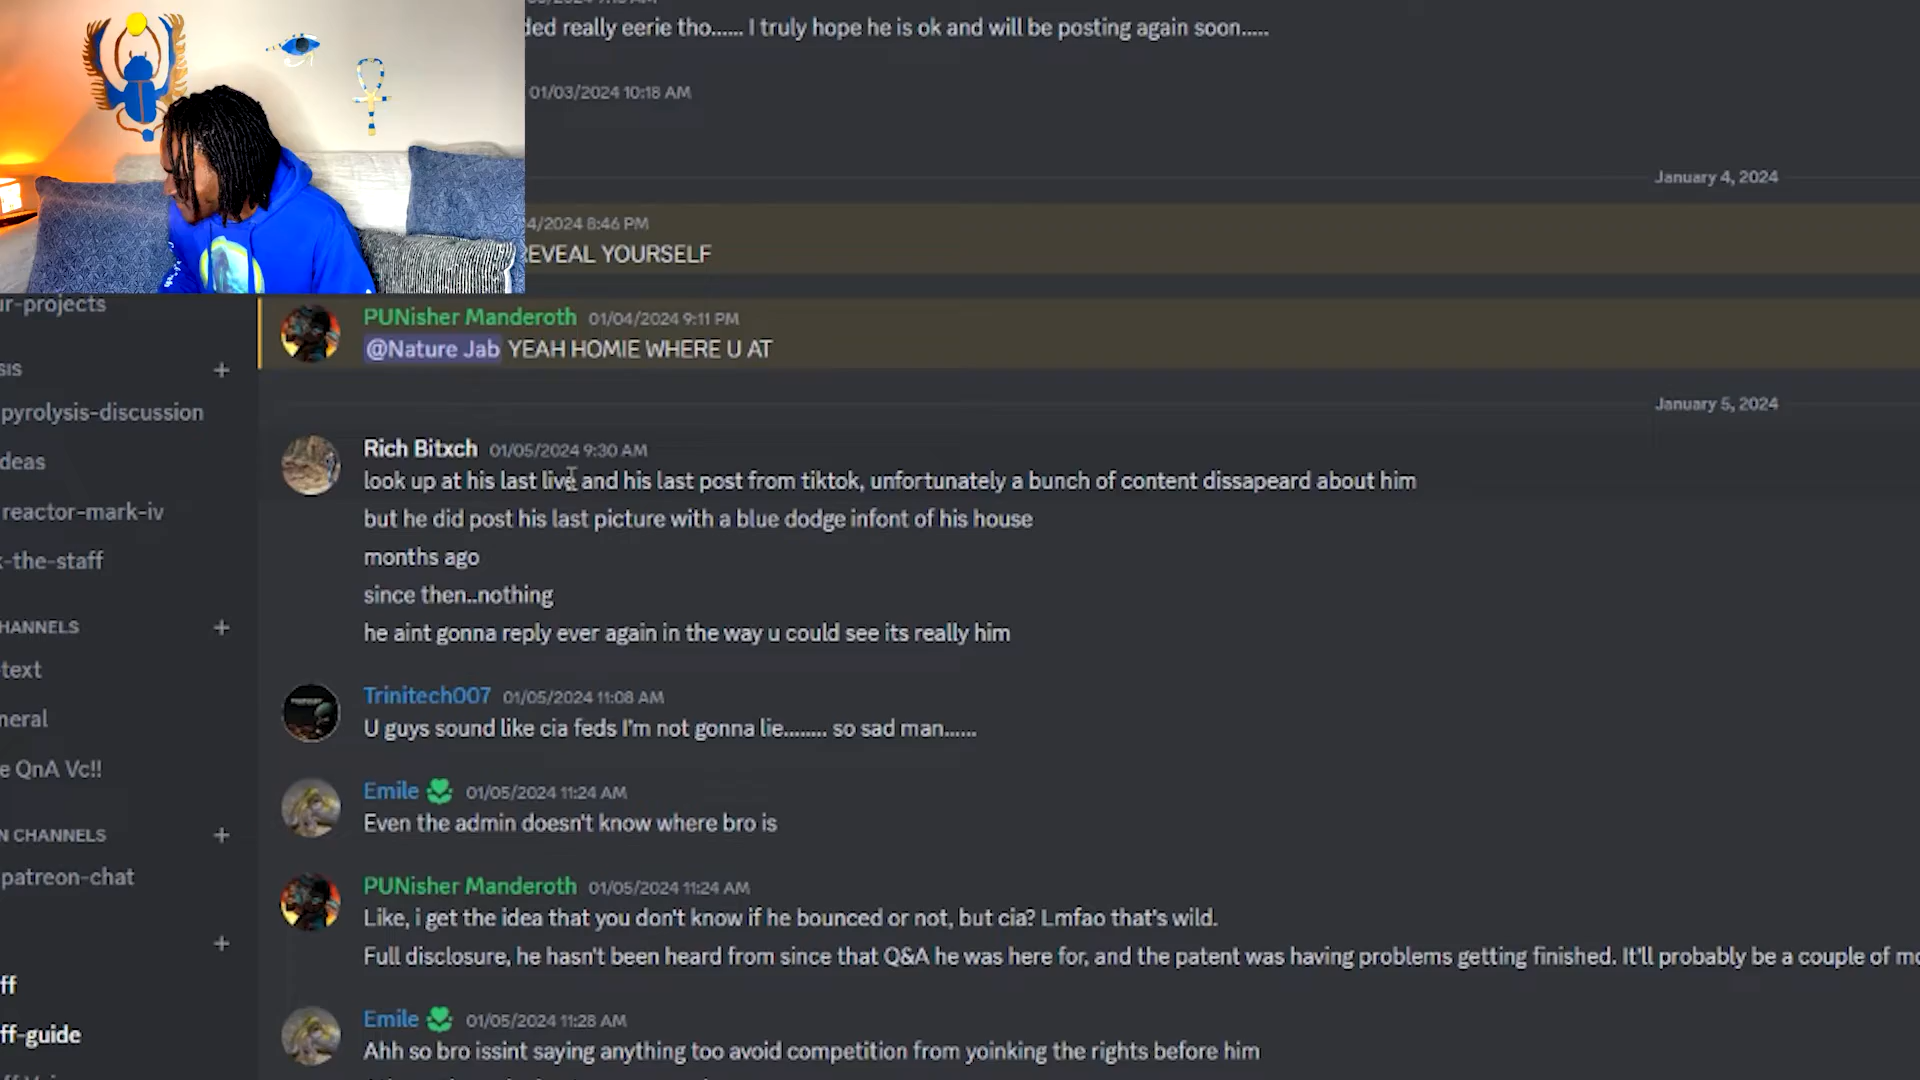 really eerie tho...... I truly hope he is ok and will be posting again soon.....
01/03/2024 10:18 AM
January 4, 2024
4/2024 8:46 PM
REVEAL YOURSELF
ur-projects
PUNisher Manderoth 01/04/2024 9:11 PM
@Nature Jab YEAH HOMIE WHERE U AT
SIS +
January 5, 2024
pyrolysis-discussion
Rich Bitxch 01/05/2024 9:30 AM
deas
look up at his last live and his last post from tiktok, unfortunately a bunch of content dissapeard about him
reactor-mark-iv
but he did post his last picture with a blue dodge infont of his house
k-the-staff
months ago
since then..nothing
HANNELS +
he aint gonna reply ever again in the way u could see its really him
text
Trinitech007 01/05/2024 11:08 AM
neral
U guys sound like cia feds I'm not gonna lie........ so sad man......
e QnA Vc!!
Emile 01/05/2024 11:24 AM
Even the admin doesn't know where bro is
N CHANNELS +
patreon-chat
PUNisher Manderoth 01/05/2024 11:24 AM
Like, i get the idea that you don't know if he bounced or not, but cia? Lmfao that's wild.
+
Full disclosure, he hasn't been heard from since that Q&A he was here for, and the patent was having problems getting finished. It'll probably be a couple of mo
ff
Emile 01/05/2024 11:28 AM
ff-guide
Ahh so bro issint saying anything too avoid competition from yoinking the rights before him